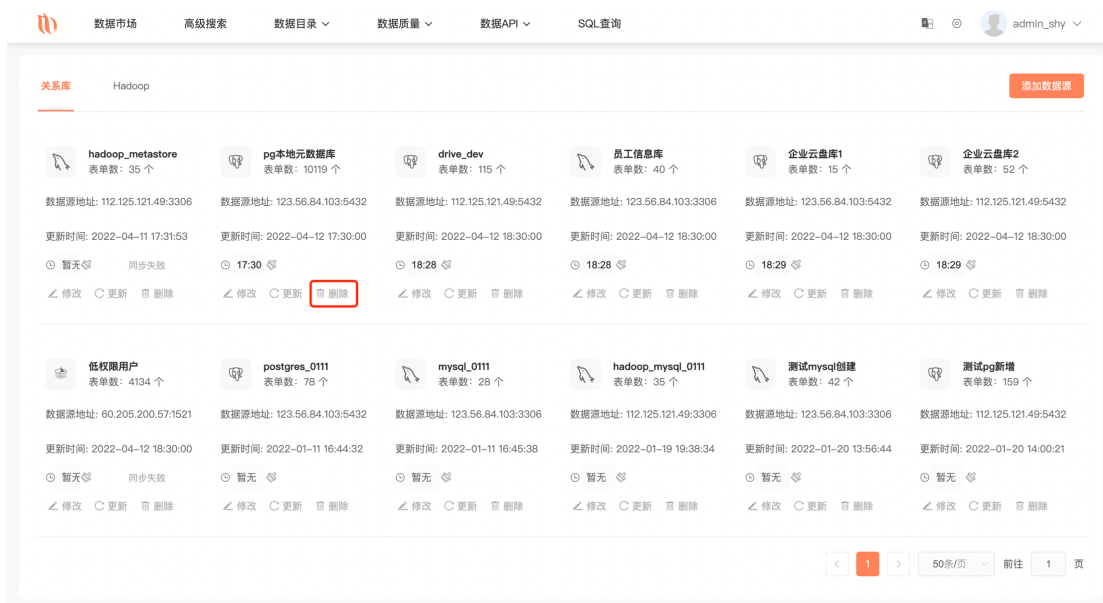 数据市场 高级搜索 数据目录 数据质量 数据API SQL查询 admin_shy
关系库 Hadoop 添加数据源
hadoop_metastore pg本地元数据库 drive_dev 员工信息库 企业云盘库1 企业云盘库2
表单数: 35 个 表单数: 10119 个 表单数: 115 个 表单数: 40 个 表单数: 15 个 表单数: 52 个
数据源地址: 112.125.121.49:3306 数据源地址: 123.56.84.103:5432 数据源地址: 112.125.121.49:5432 数据源地址: 123.56.84.103:3306 数据源地址: 123.56.84.103:5432 数据源地址: 112.125.121.49:5432
更新时间: 2022-04-11 17:31:53 更新时间: 2022-04-12 17:30:00 更新时间: 2022-04-12 18:30:00 更新时间: 2022-04-12 18:30:00 更新时间: 2022-04-12 18:30:00 更新时间: 2022-04-12 18:30:00
暂无 同步失败 17:30 18:28 18:28 18:29 18:29
修改 更新 删除 修改 更新 删除 修改 更新 删除 修改 更新 删除 修改 更新 删除 修改 更新 删除
低权限用户 postgres_0111 mysql_0111 hadoop_mysql_0111 测试mysql创建 测试pg新增
表单数: 4134 个 表单数: 78 个 表单数: 28 个 表单数: 35 个 表单数: 42 个 表单数: 159 个
数据源地址: 60.205.200.57:1521 数据源地址: 123.56.84.103:5432 数据源地址: 123.56.84.103:3306 数据源地址: 112.125.121.49:3306 数据源地址: 123.56.84.103:3306 数据源地址: 112.125.121.49:5432
更新时间: 2022-04-12 18:30:00 更新时间: 2022-01-11 16:44:32 更新时间: 2022-01-11 16:45:38 更新时间: 2022-01-19 19:38:34 更新时间: 2022-01-20 13:56:44 更新时间: 2022-01-20 14:00:21
暂无 同步失败 暂无 暂无 暂无 暂无 暂无
修改 更新 删除 修改 更新 删除 修改 更新 删除 修改 更新 删除 修改 更新 删除 修改 更新 删除
1 50条/页 前往 1 页